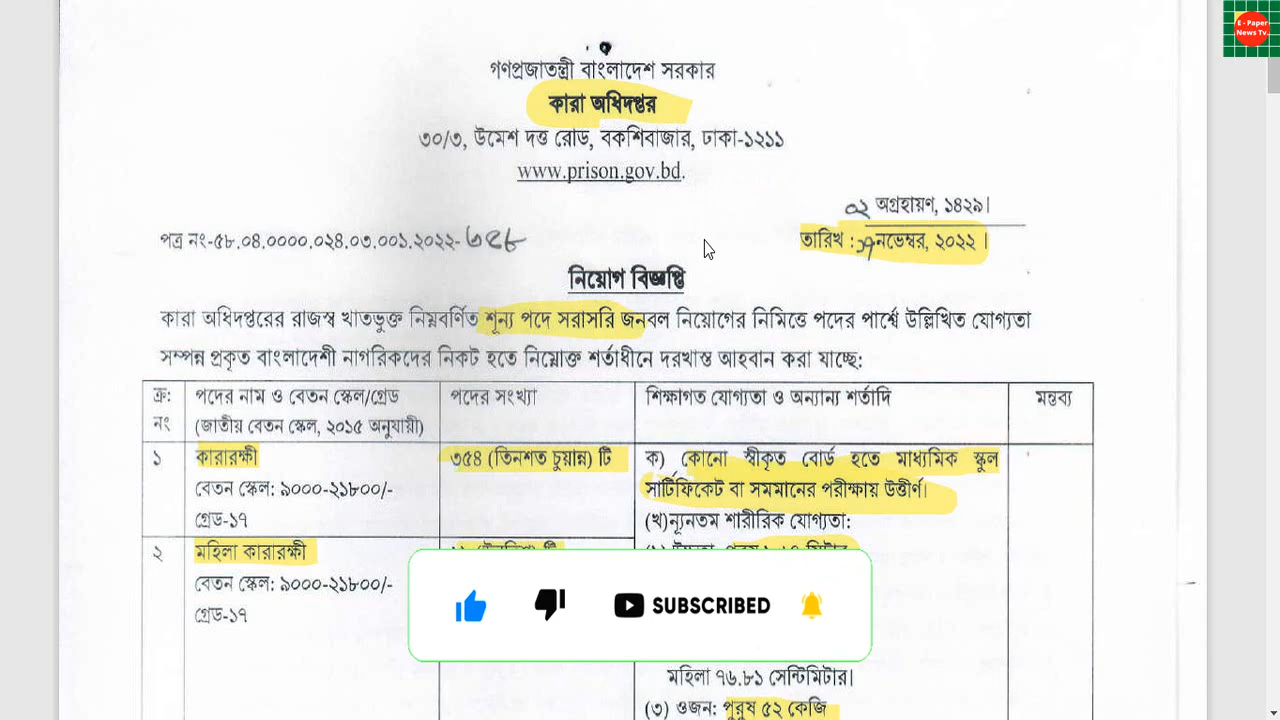 E - Paper
News Tv
গণপ্রজাতন্ত্রী বাংলাদেশ সরকার
কারা অধিদপ্তর
৩০/৩, উমেশ দত্ত রোড, বকশিবাজার, ঢাকা-১২১১
www.prison.gov.bd.
০২ অগ্রহায়ণ, ১৪২৯।
পত্র নং-৫৮.০৪.০০০০.০২৪.০৩.০০১.২০২২-
তারিখ : ১৭ নভেম্বর, ২০২২ ।
নিয়োগ বিজ্ঞপ্তি
কারা অধিদপ্তরের রাজস্ব খাতভুক্ত নিম্নবর্ণিত শূন্য পদে সরাসরি জনবল নিয়োগের নিমিত্তে পদের পার্শ্বে উল্লিখিত যোগ্যতা
সম্পন্ন প্রকৃত বাংলাদেশী নাগরিকদের নিকট হতে নিম্নোক্ত শর্তাধীনে দরখাস্ত আহবান করা যাচ্ছে:
ক্র: নং
পদের নাম ও বেতন স্কেল/গ্রেড
(জাতীয় বেতন স্কেল, ২০১৫ অনুযায়ী)
পদের সংখ্যা
শিক্ষাগত যোগ্যতা ও অন্যান্য শর্তাদি
মন্তব্য
১
কারারক্ষী
বেতন স্কেল: ৯০০০-২১৮০০/-
গ্রেড-১৭
৩৫৪ (তিনশত চুয়ান্ন) টি
ক) কোনো স্বীকৃত বোর্ড হতে মাধ্যমিক স্কুল
সার্টিফিকেট বা সমমানের পরীক্ষায় উত্তীর্ণ।
(খ)ন্যূনতম শারীরিক যোগ্যতা:
২
মহিলা কারারক্ষী
বেতন স্কেল: ৯০০০-২১৮০০/-
গ্রেড-১৭
SUBSCRIBED
মহিলা ৭৬.৮১ সেন্টিমিটার।
(৩) ওজন: পুরুষ ৫২ কেজি